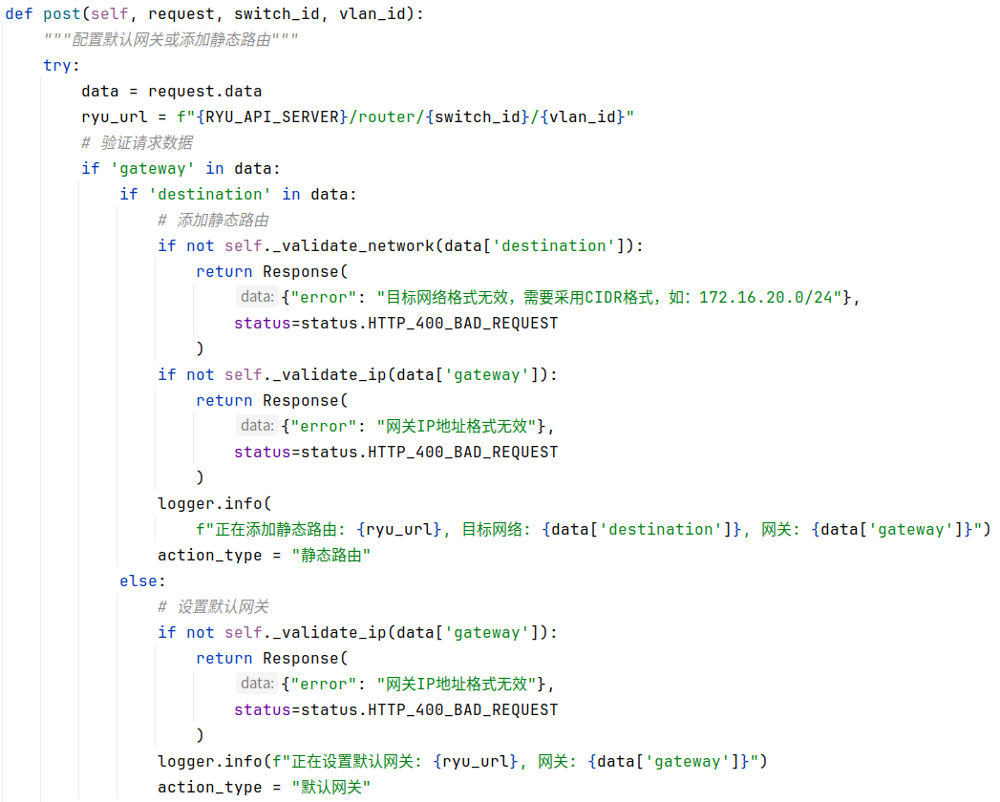 def post(self, request, switch_id, vlan_id):
    """配置默认网关或添加静态路由"""
    try:
        data = request.data
        ryu_url = f"{RYU_API_SERVER}/router/{switch_id}/{vlan_id}"
        # 验证请求数据
        if 'gateway' in data:
            if 'destination' in data:
                # 添加静态路由
                if not self._validate_network(data['destination']):
                    return Response(
                        data: {"error": "目标网络格式无效，需要采用CIDR格式，如：172.16.20.0/24"},
                        status=status.HTTP_400_BAD_REQUEST
                    )
                if not self._validate_ip(data['gateway']):
                    return Response(
                        data: {"error": "网关IP地址格式无效"},
                        status=status.HTTP_400_BAD_REQUEST
                    )
                logger.info(
                    f"正在添加静态路由: {ryu_url}, 目标网络: {data['destination']}, 网关: {data['gateway']}")
                action_type = "静态路由"
            else:
                # 设置默认网关
                if not self._validate_ip(data['gateway']):
                    return Response(
                        data: {"error": "网关IP地址格式无效"},
                        status=status.HTTP_400_BAD_REQUEST
                    )
                logger.info(f"正在设置默认网关: {ryu_url}, 网关: {data['gateway']}")
                action_type = "默认网关"